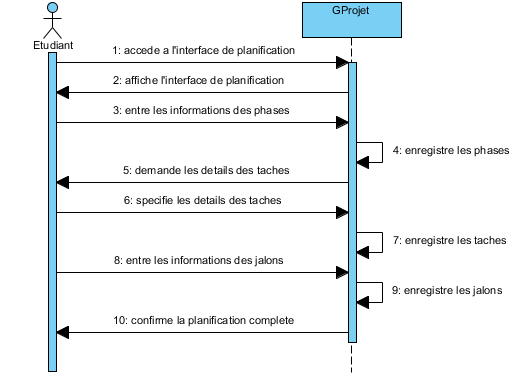 GProjet
Etudiant
1: accede a l'interface de planification
2: affiche l'interface de planification
3: entre les informations des phases
4: enregistre les phases
5: demande les details des taches
6: specifie les details des taches
7: enregistre les taches
8: entre les informations des jalons
9: enregistre les jalons
10: confirme la planification complete